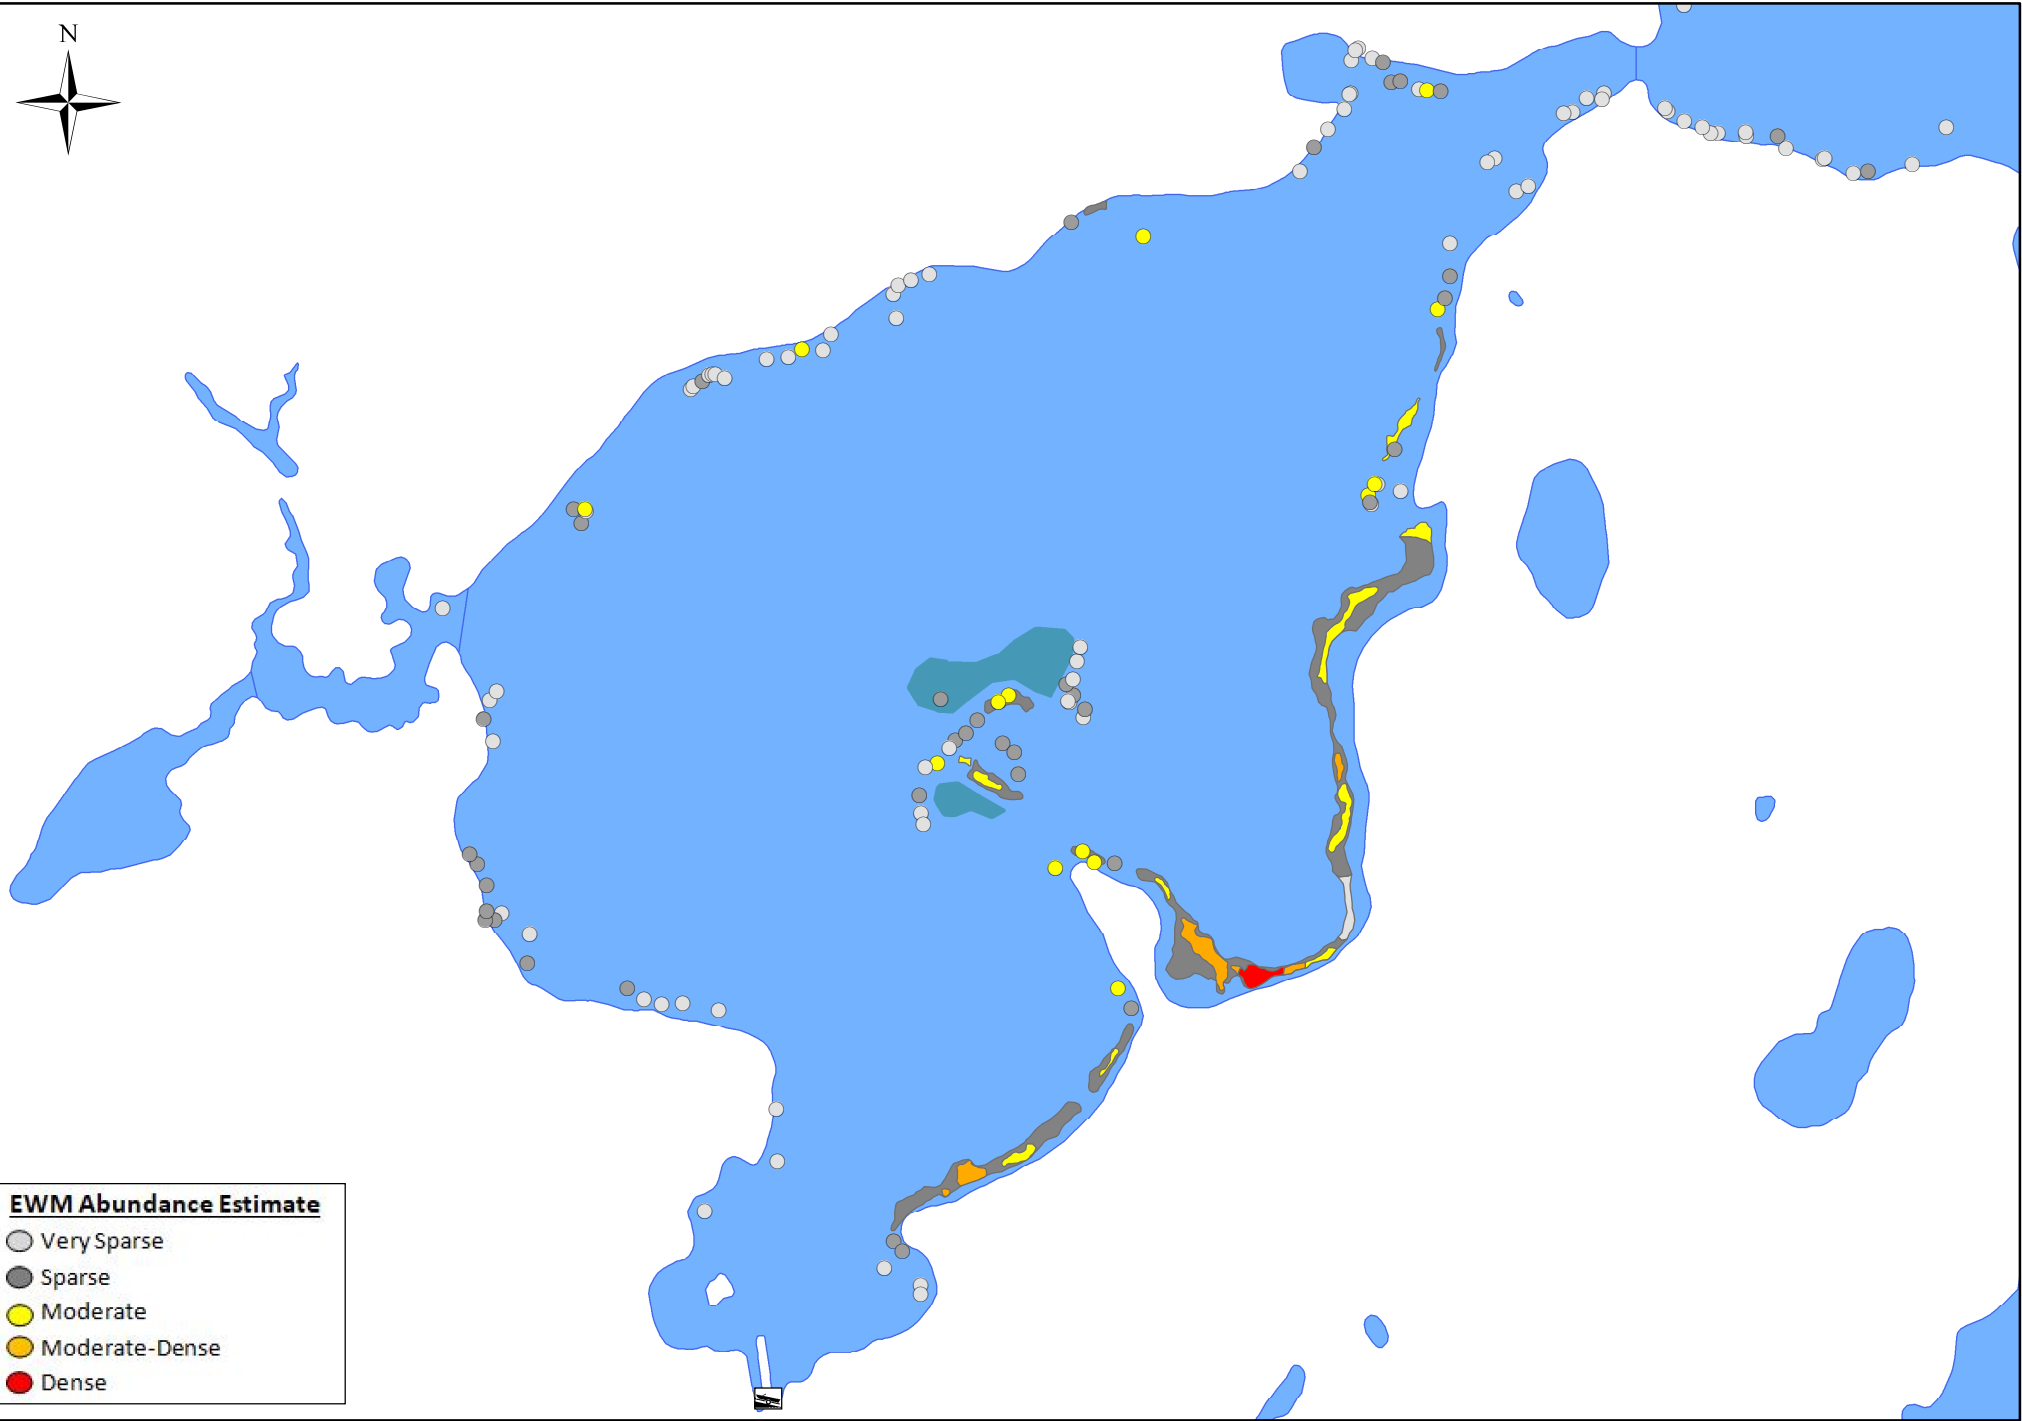 N
EWM Abundance Estimate
Very Sparse
Sparse
Moderate
Moderate-Dense
Dense